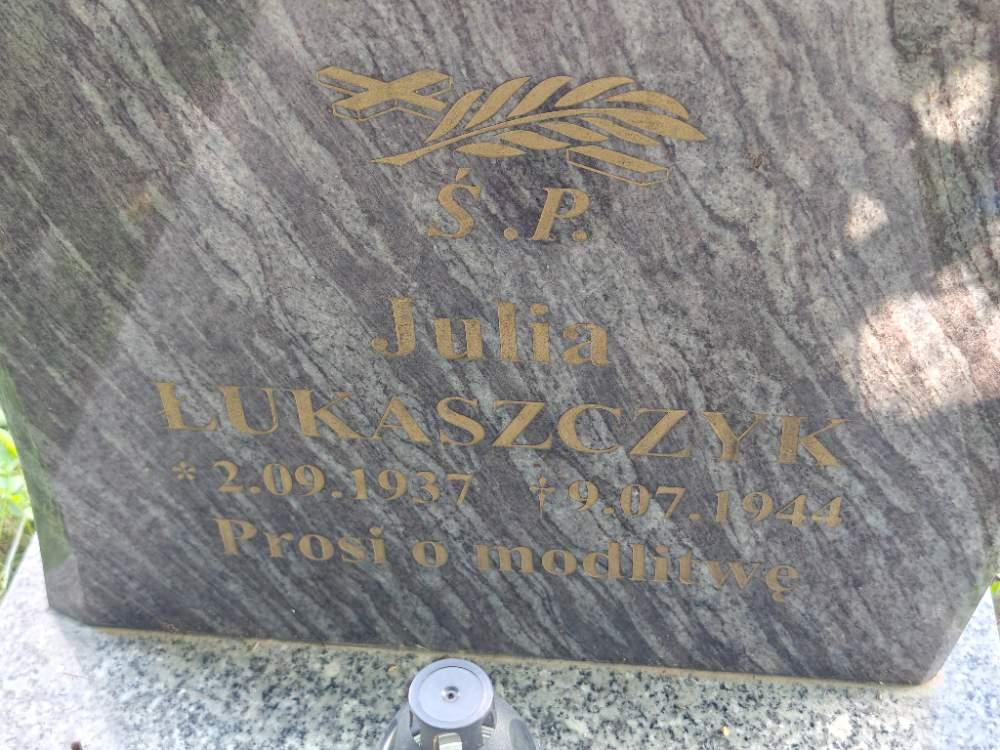 Ś.P.
Julia
ŁUKASZCZYK
* 2.09.1937 † 9.07.1944
Prosi o modlitwę